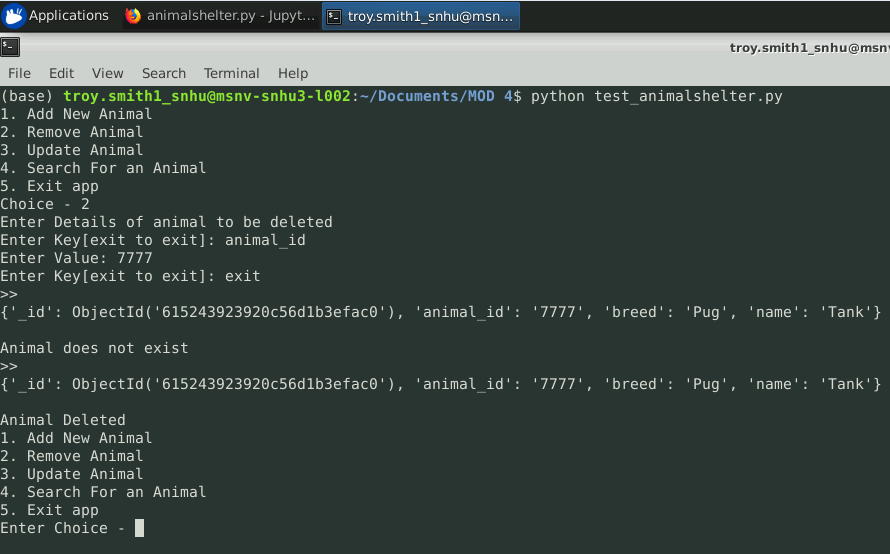 Applications animalshelter.py - Jupyt... troy.smith1_snhu@msn...
troy.smith1_snhu@msnv
File Edit View Search Terminal Help
(base) troy.smith1_snhu@msnv-snhu3-l002:~/Documents/MOD 4$ python test_animalshelter.py
1. Add New Animal
2. Remove Animal
3. Update Animal
4. Search For an Animal
5. Exit app
Choice - 2
Enter Details of animal to be deleted
Enter Key[exit to exit]: animal_id
Enter Value: 7777
Enter Key[exit to exit]: exit
>>
{'_id': ObjectId('615243923920c56d1b3efac0'), 'animal_id': '7777', 'breed': 'Pug', 'name': 'Tank'}
Animal does not exist
>>
{'_id': ObjectId('615243923920c56d1b3efac0'), 'animal_id': '7777', 'breed': 'Pug', 'name': 'Tank'}
Animal Deleted
1. Add New Animal
2. Remove Animal
3. Update Animal
4. Search For an Animal
5. Exit app
Enter Choice -